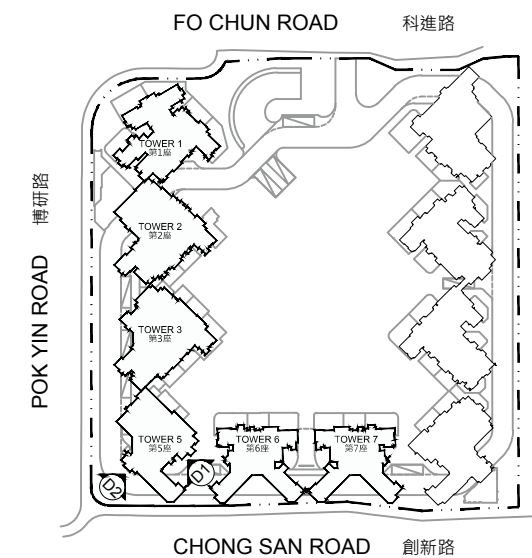 FO CHUN ROAD 科進路
POK YIN ROAD 博研路
TOWER 1
第1座
TOWER 2
第2座
TOWER 3
第3座
TOWER 5
第5座
TOWER 6
第6座
TOWER 7
第7座
D1
D2
CHONG SAN ROAD 創新路